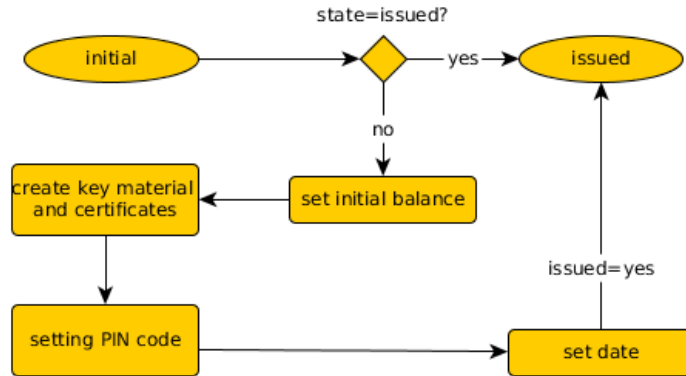 state=issued?
initial
yes
issued
no
create key material
and certificates
set initial balance
issued=yes
setting PIN code
set date